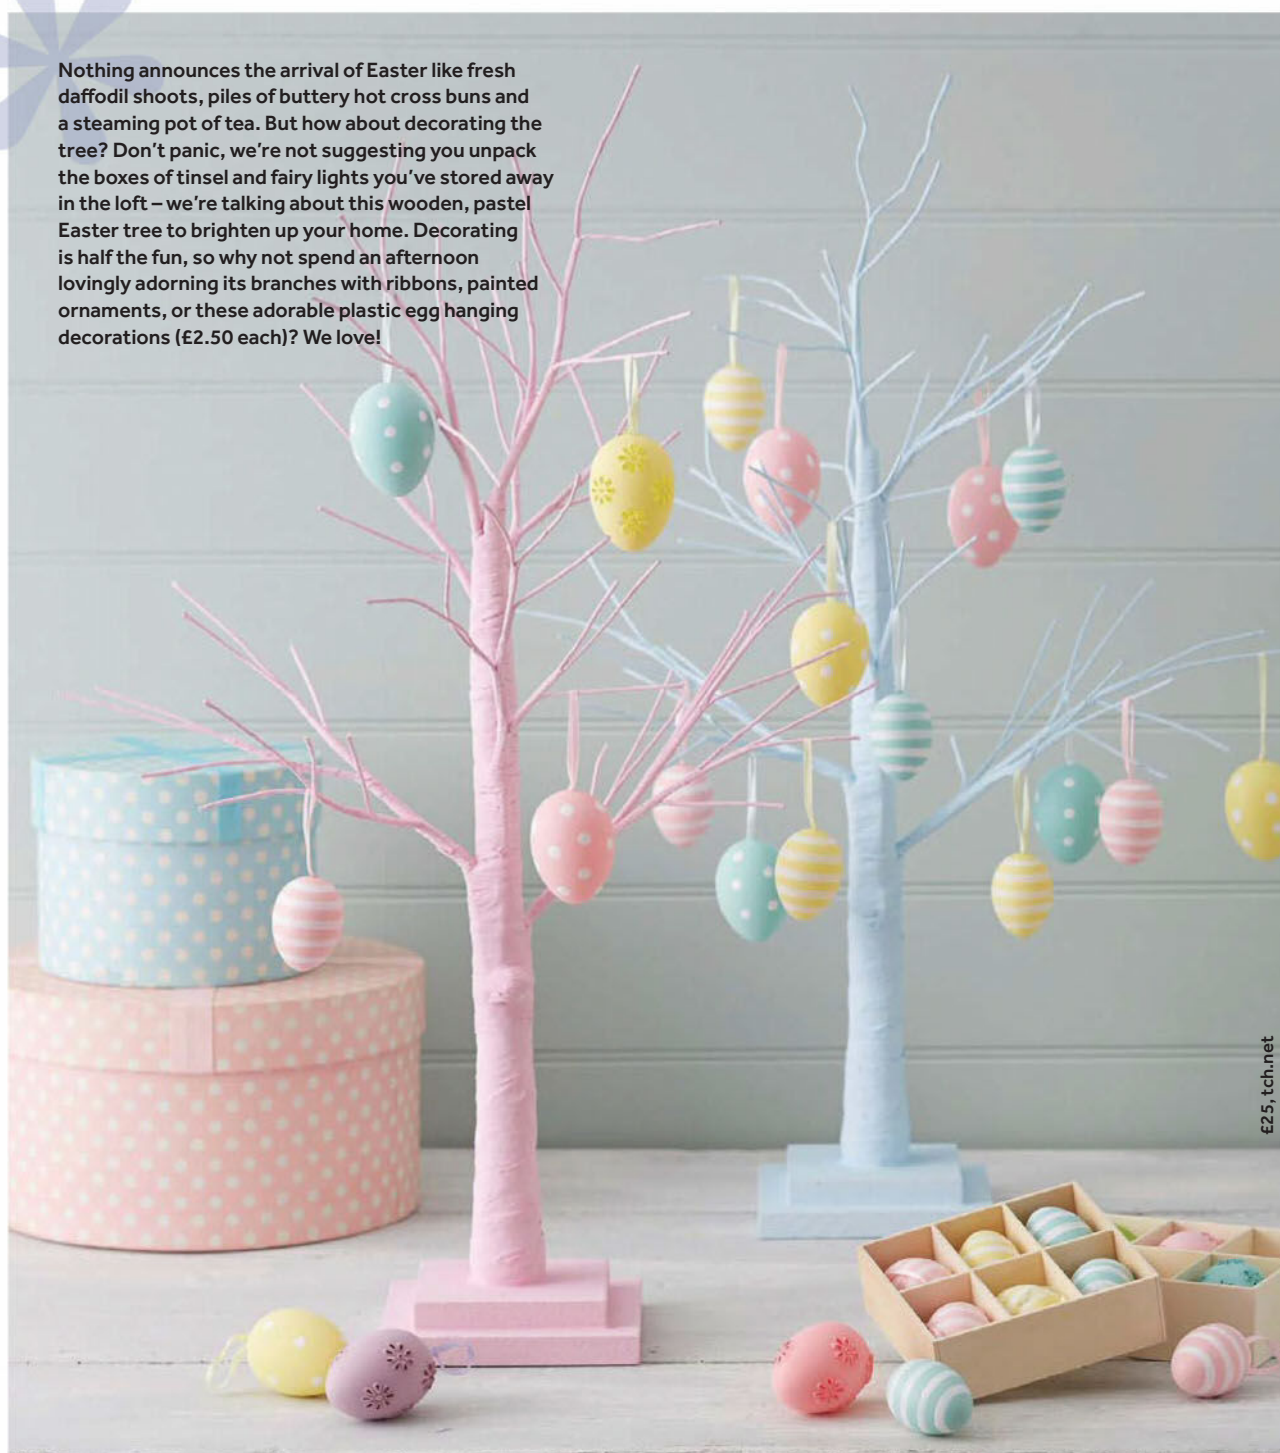 Nothing announces the arrival of Easter like fresh
daffodil shoots, piles of buttery hot cross buns and
a steaming pot of tea. But how about decorating the
tree? Don’t panic, we’re not suggesting you unpack
the boxes of tinsel and fairy lights you’ve stored away
in the loft – we’re talking about this wooden, pastel
Easter tree to brighten up your home. Decorating
is half the fun, so why not spend an afternoon
lovingly adorning its branches with ribbons, painted
ornaments, or these adorable plastic egg hanging
decorations (£2.50 each)? We love!
£25, tch.net